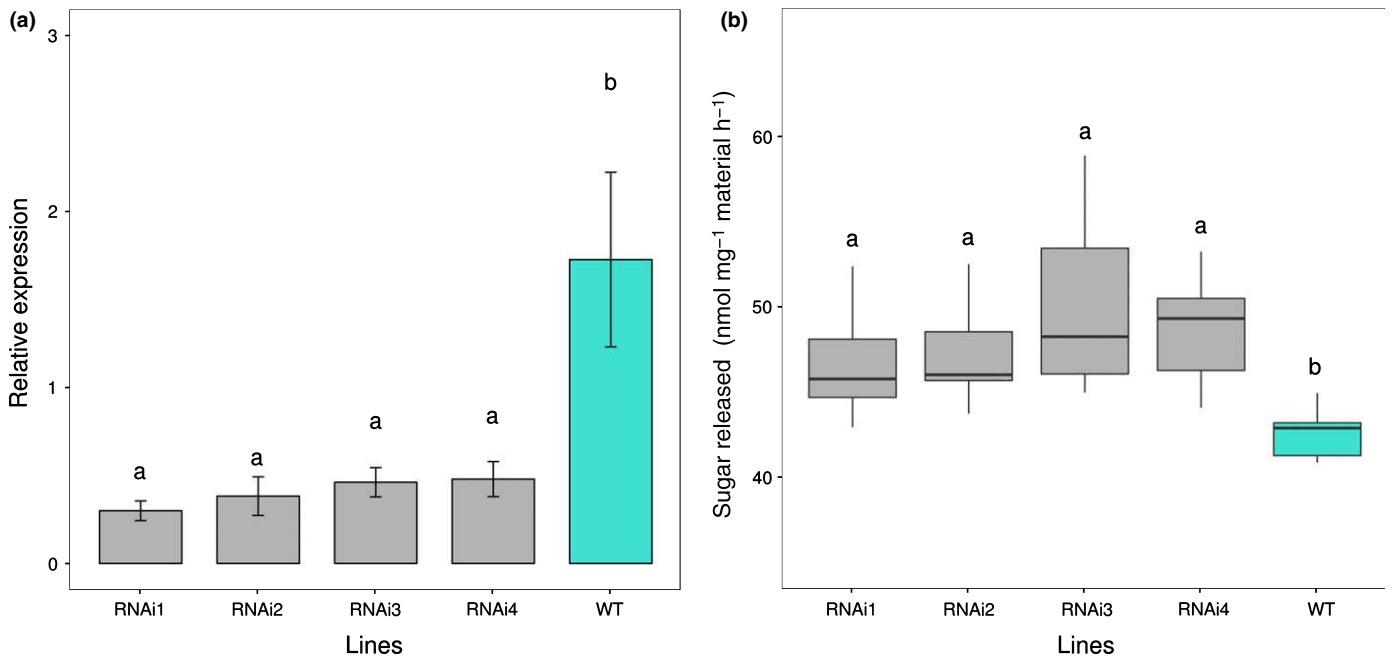 (a)
3
2
1
0
Relative expression
a
a
a
a
b
RNAi1 RNAi2 RNAi3 RNAi4 WT
Lines
(b)
60
50
40
Sugar released (nmol mg⁻¹ material h⁻¹)
a
a
a
a
b
RNAi1 RNAi2 RNAi3 RNAi4 WT
Lines